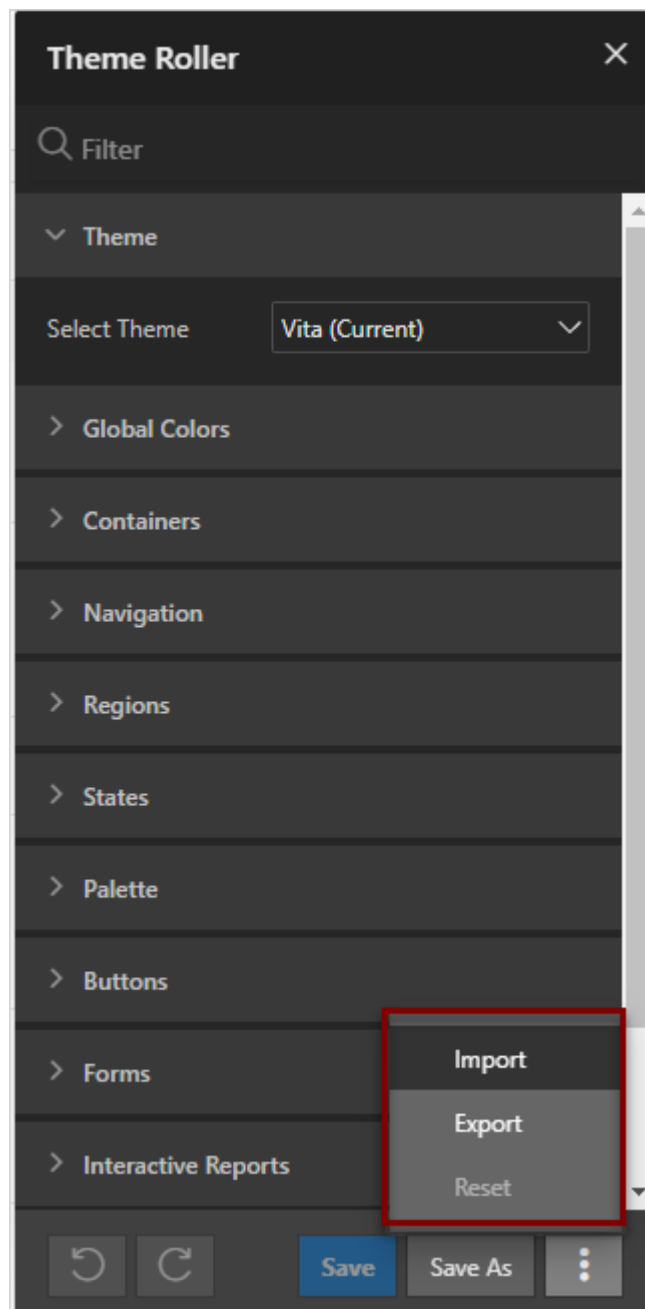 Theme Roller
Filter
Theme
Select Theme Vita (Current)
Global Colors
Containers
Navigation
Regions
States
Palette
Buttons
Forms
Interactive Reports
Import
Export
Reset
Save Save As